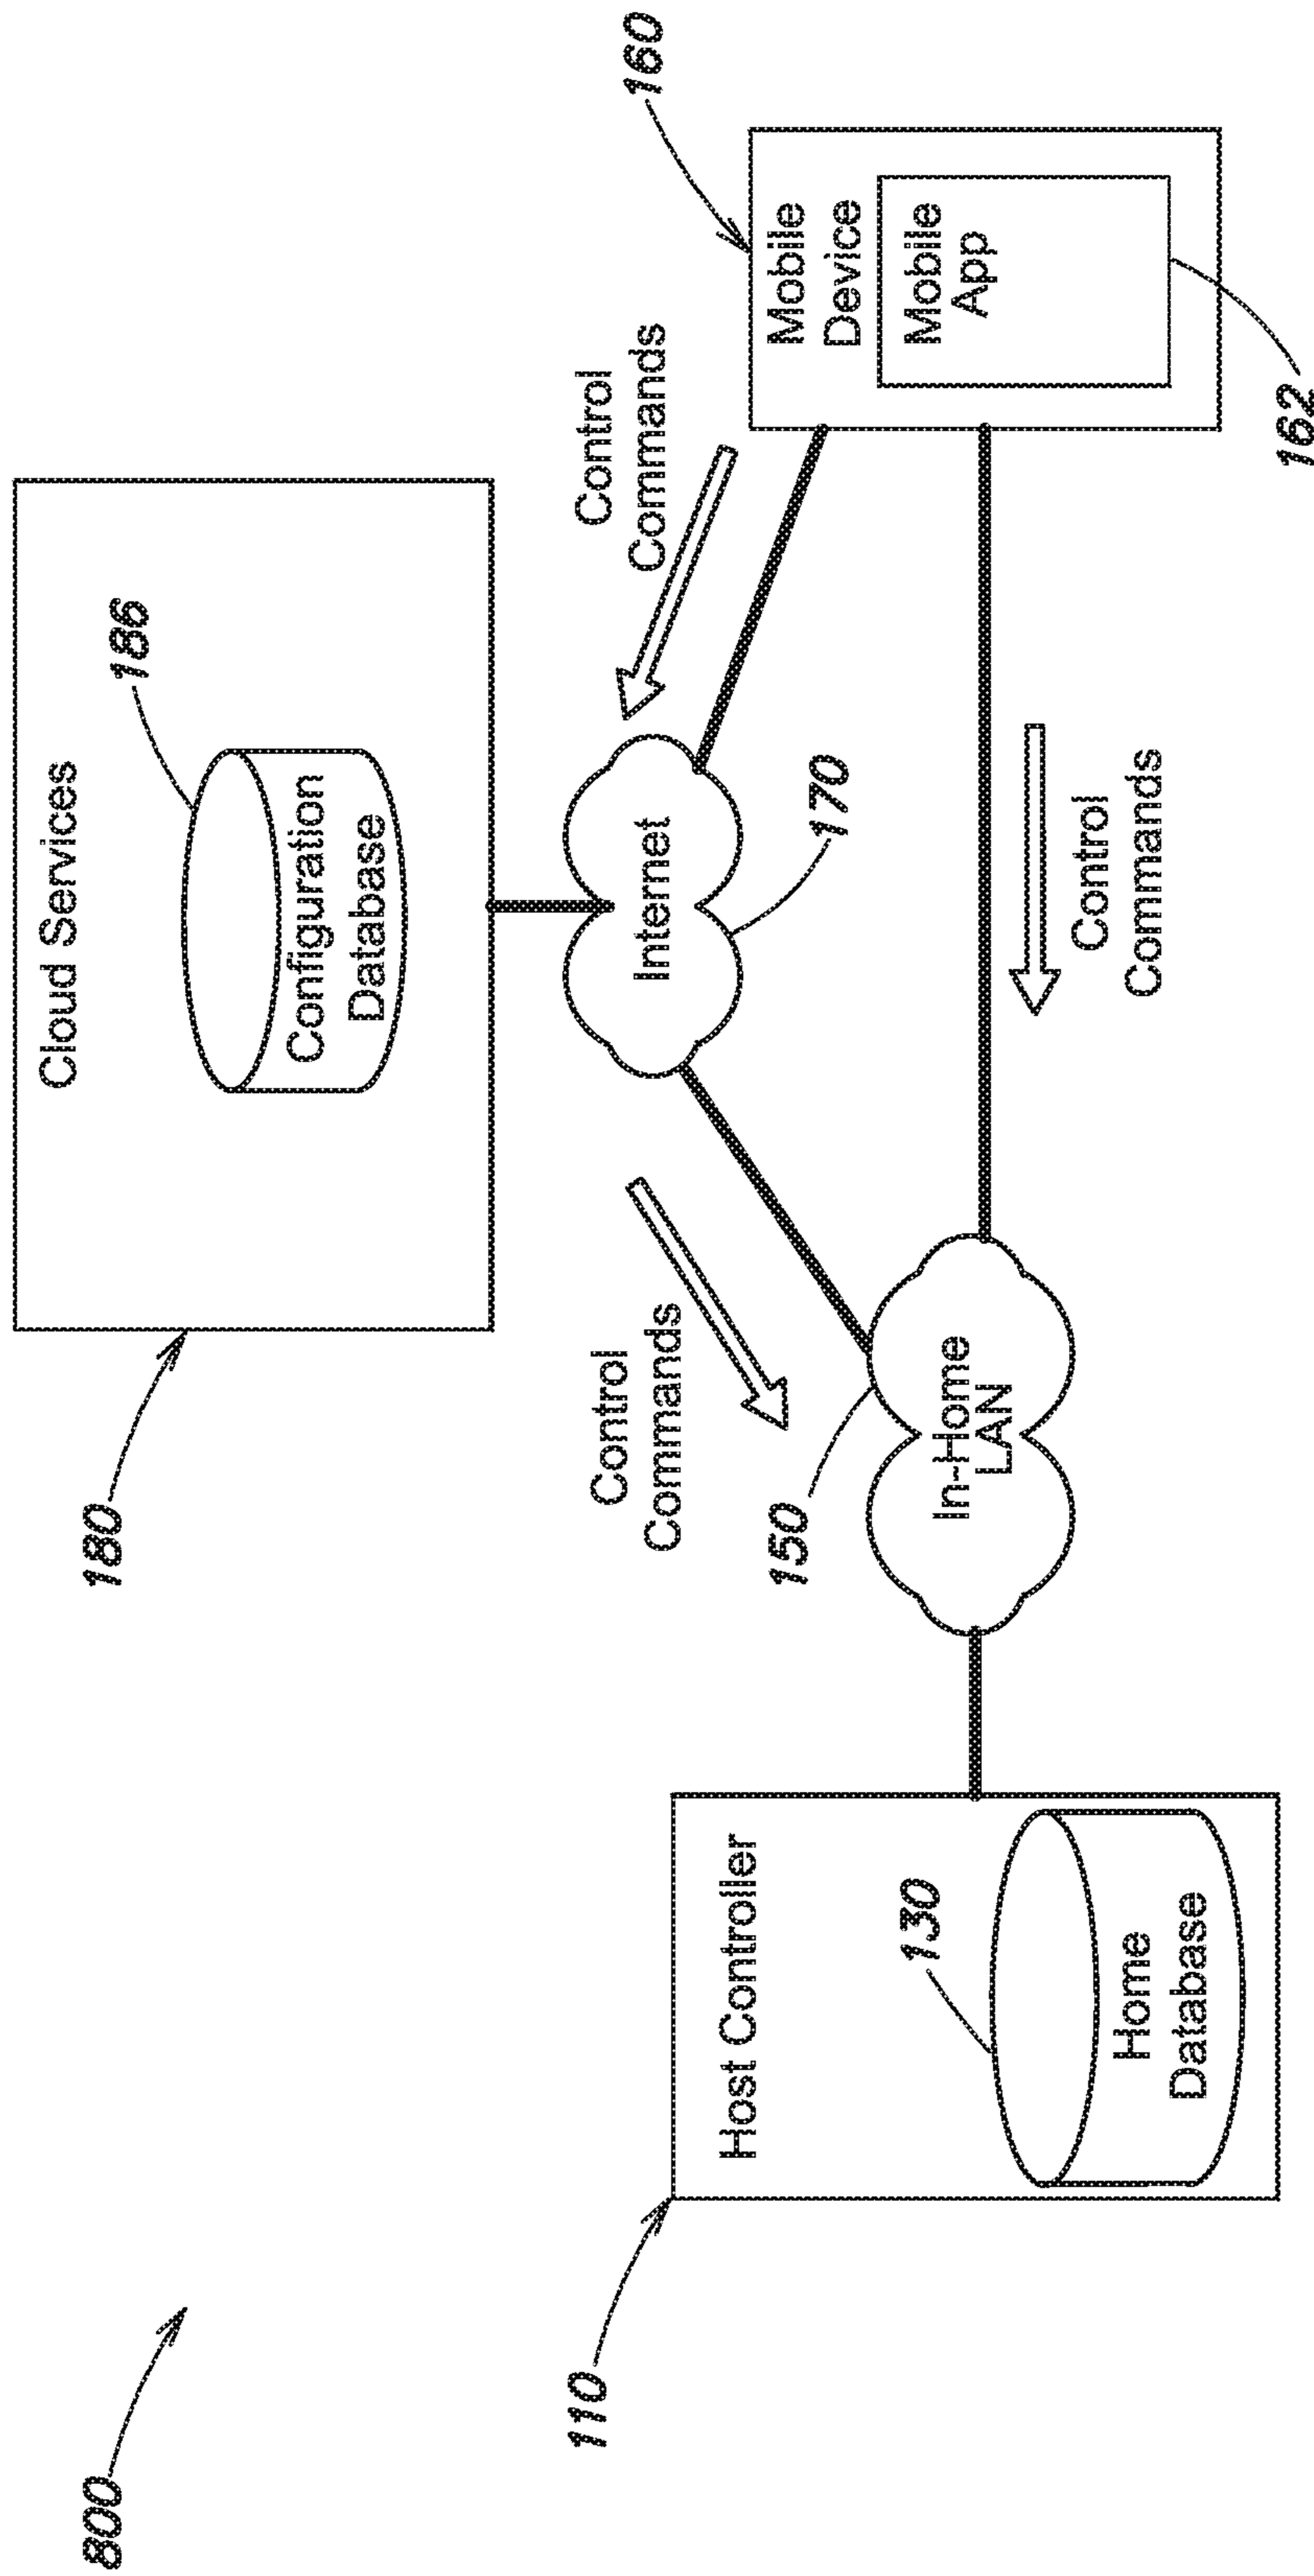 800
180
Cloud Services
186
Configuration
Database
Control
Commands
Internet
170
Control
Commands
160
Mobile
Device
Mobile
App
162
110
Host Controller
130
Home
Database
150
In-Home
LAN
Control
Commands